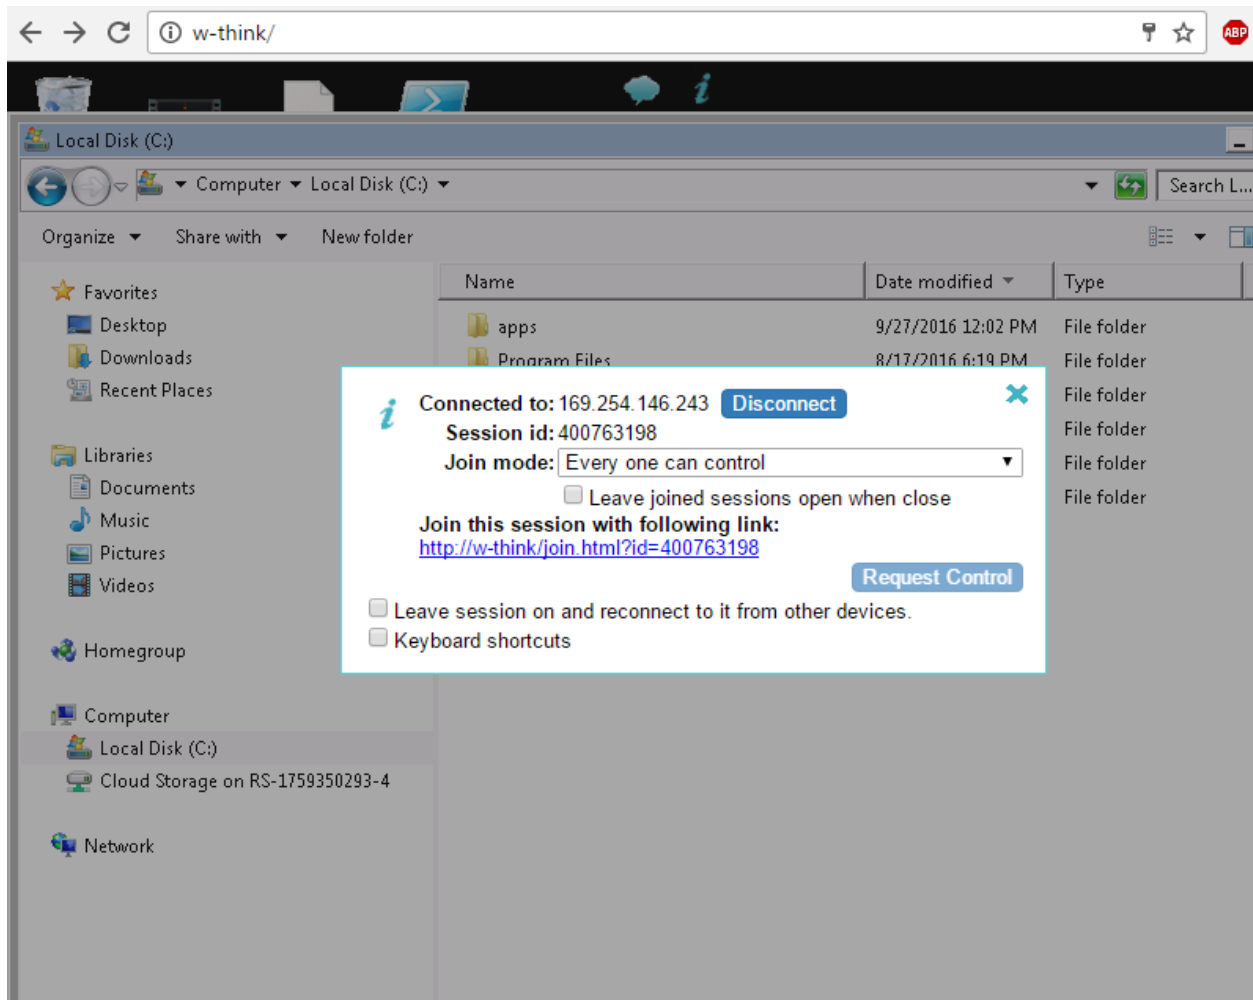 w-think/
ABP
Local Disk (C:)
Computer Local Disk (C:)
Search L...
Organize Share with New folder
Name Date modified Type
Favorites
Desktop
Downloads
Recent Places
Libraries
Documents
Music
Pictures
Videos
Homegroup
Computer
Local Disk (C:)
Cloud Storage on RS-1759350293-4
Network
apps 9/27/2016 12:02 PM File folder
Program Files 8/17/2016 6:19 PM File folder
File folder
File folder
File folder
File folder
Connected to: 169.254.146.243 Disconnect
Session id: 400763198
Join mode: Every one can control
Leave joined sessions open when close
Join this session with following link:
http://w-think/join.html?id=400763198
Request Control
Leave session on and reconnect to it from other devices.
Keyboard shortcuts